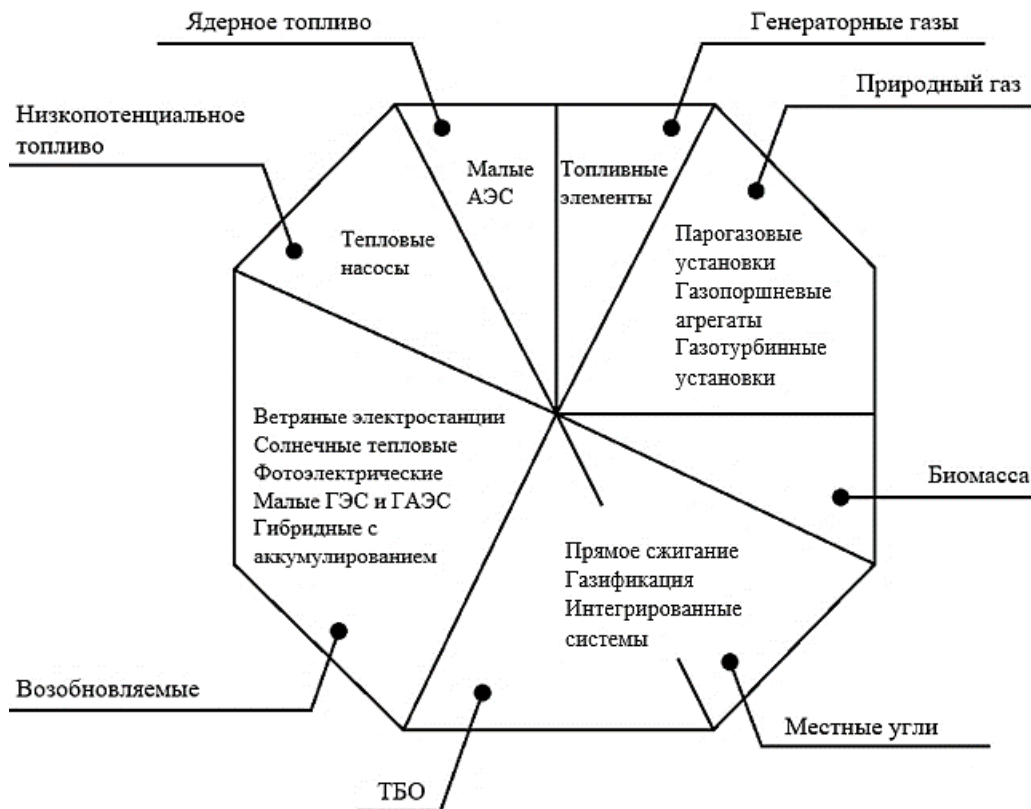 Ядерное топливо
Генераторные газы
Природный газ
Низкопотенциальное
топливо
Малые
АЭС
Топливные
элементы
Тепловые
насосы
Парогазовые
установки
Газопоршневые
агрегаты
Газотурбинные
установки
Ветряные электростанции
Солнечные тепловые
Фотоэлектрические
Малые ГЭС и ГАЭС
Гибридные с
аккумулированием
Биомасса
Прямое сжигание
Газификация
Интегрированные
системы
Возобновляемые
Местные угли
ТБО